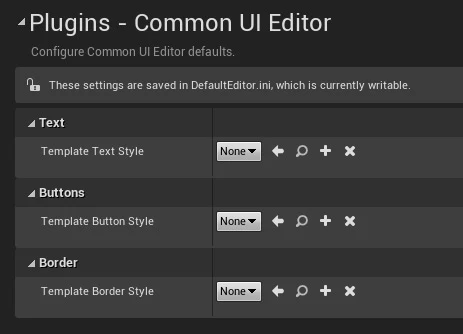 Plugins - Common UI Editor
Configure Common UI Editor defaults.
These settings are saved in DefaultEditor.ini, which is currently writable.
Text
Template Text Style None
Buttons
Template Button Style None
Border
Template Border Style None